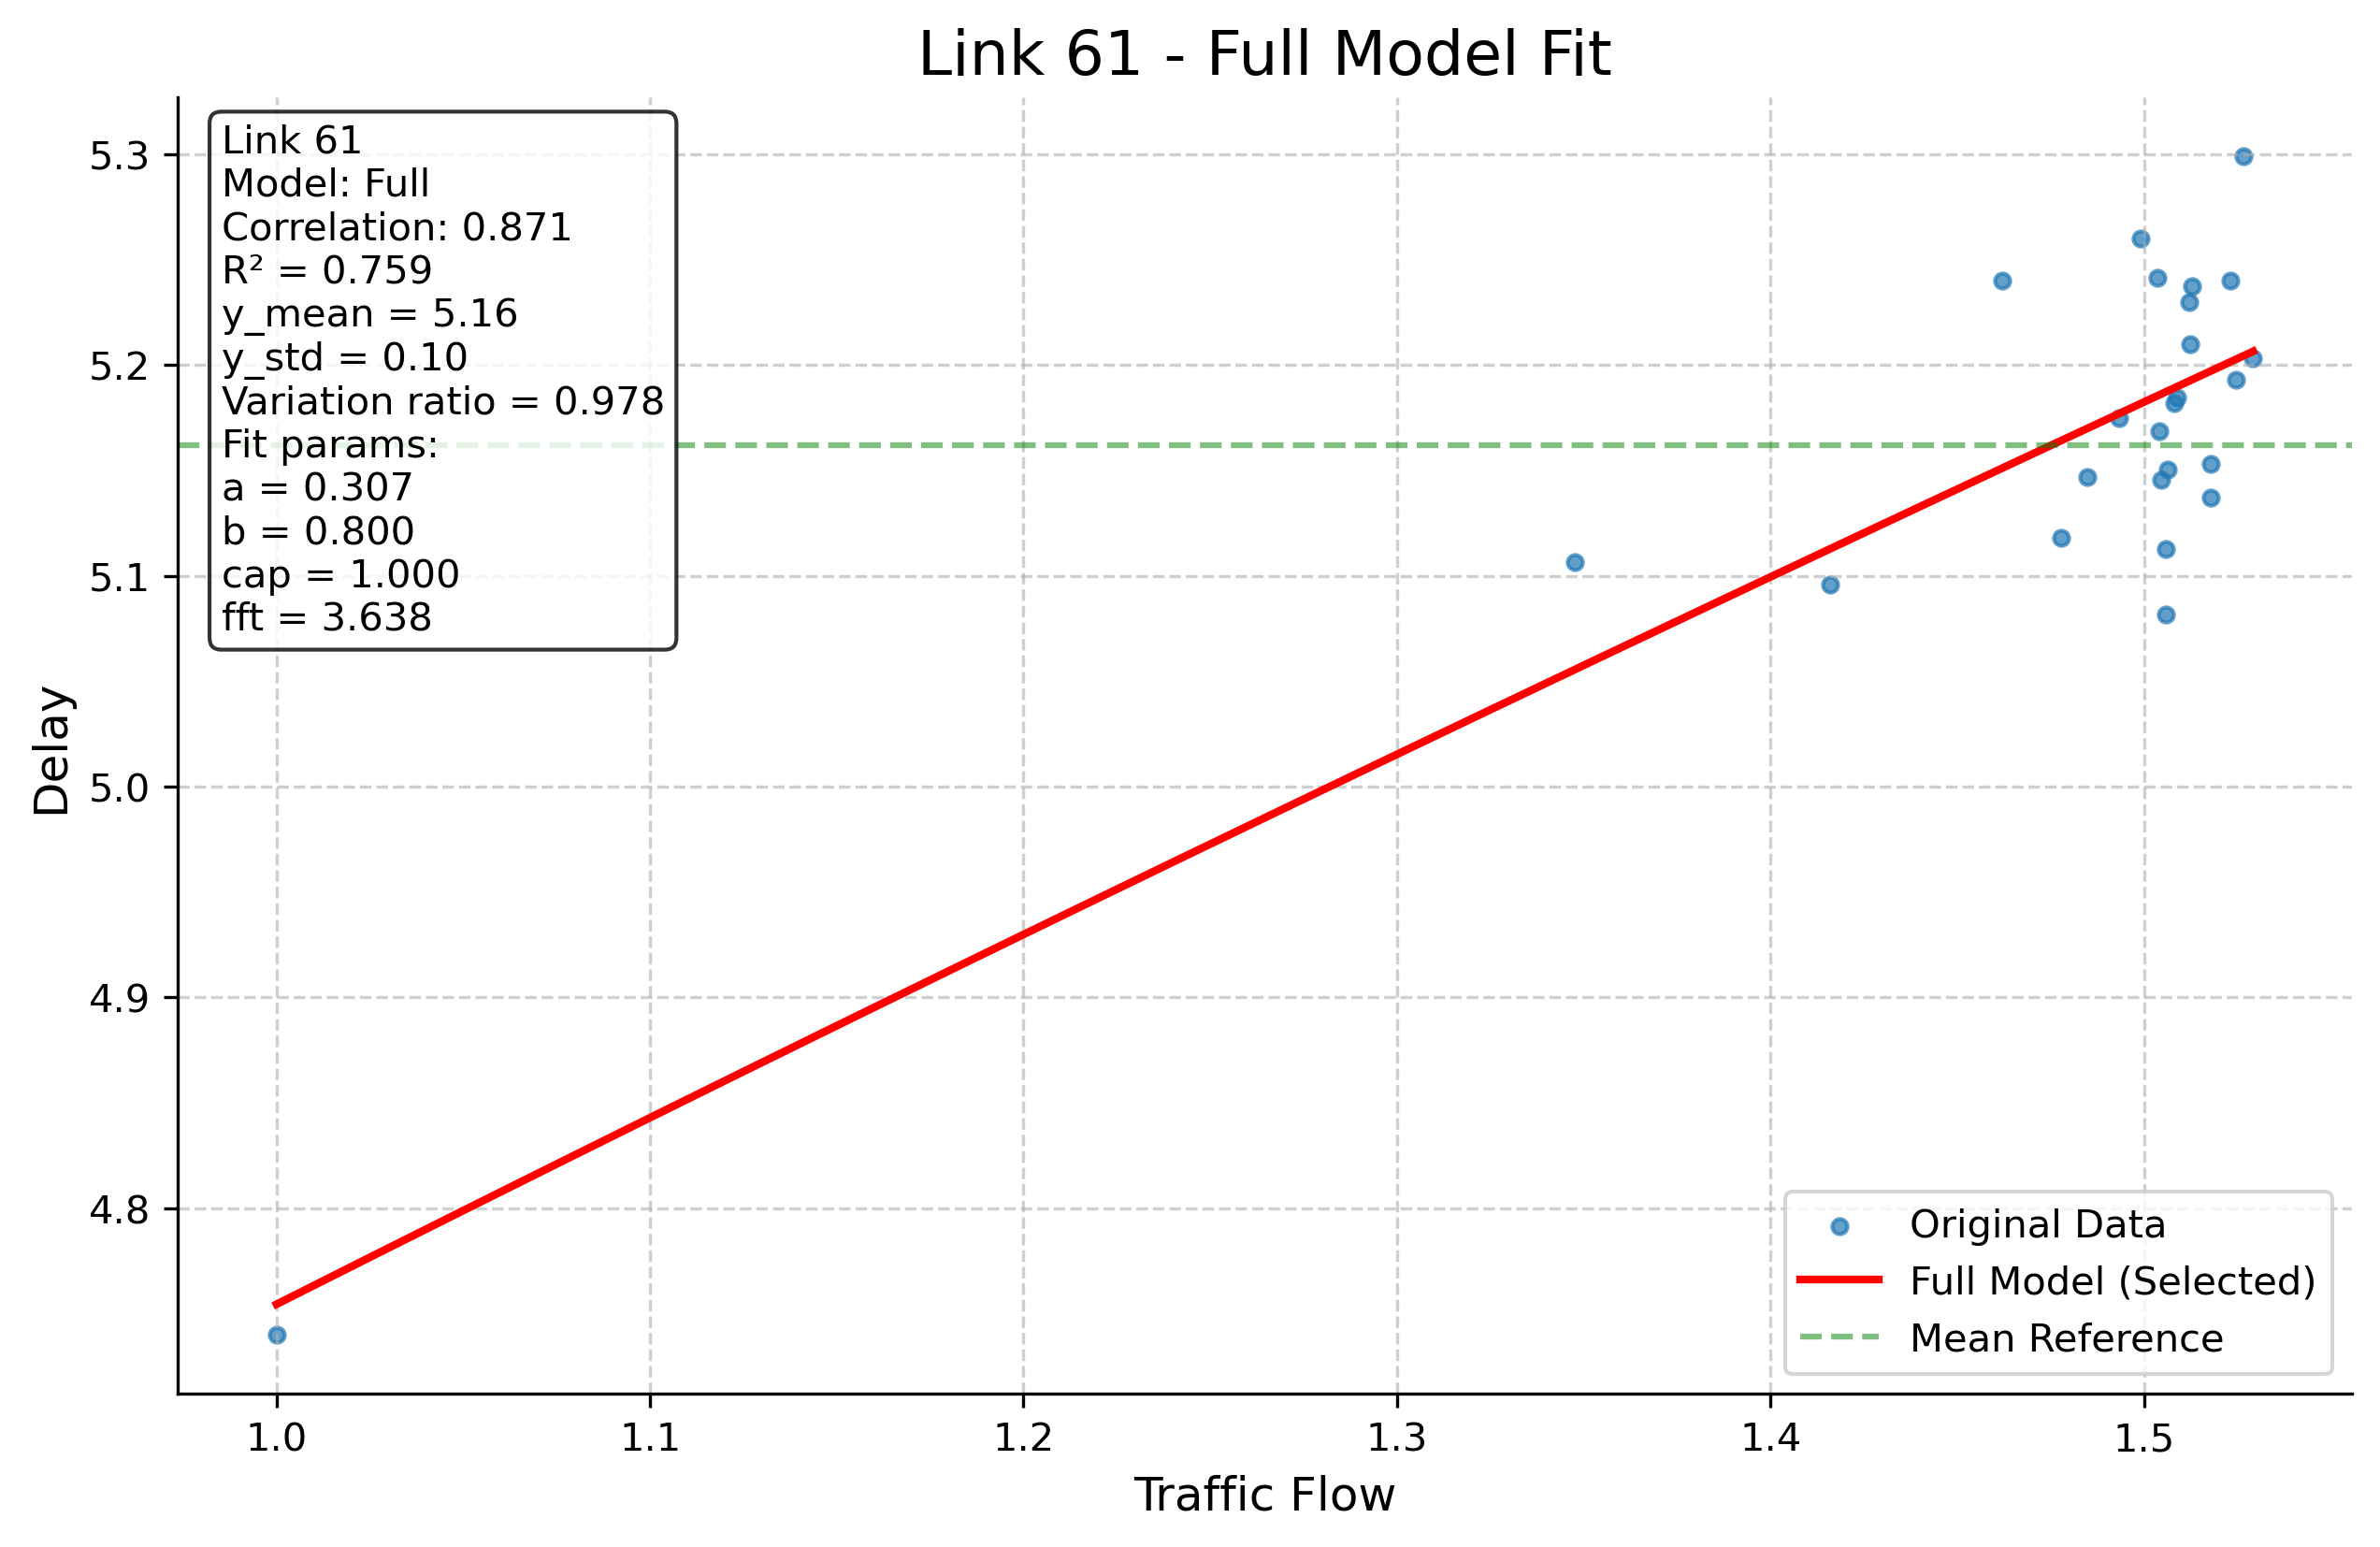 Link 61 - Full Model Fit
Link 61
Model: Full
Correlation: 0.871
R² = 0.759
y_mean = 5.16
y_std = 0.10
Variation ratio = 0.978
Fit params:
a = 0.307
b = 0.800
cap = 1.000
fft = 3.638
5.3
5.2
5.1
5.0
4.9
4.8
Delay
Original Data
Full Model (Selected)
Mean Reference
1.0 1.1 1.2 1.3 1.4 1.5
Traffic Flow